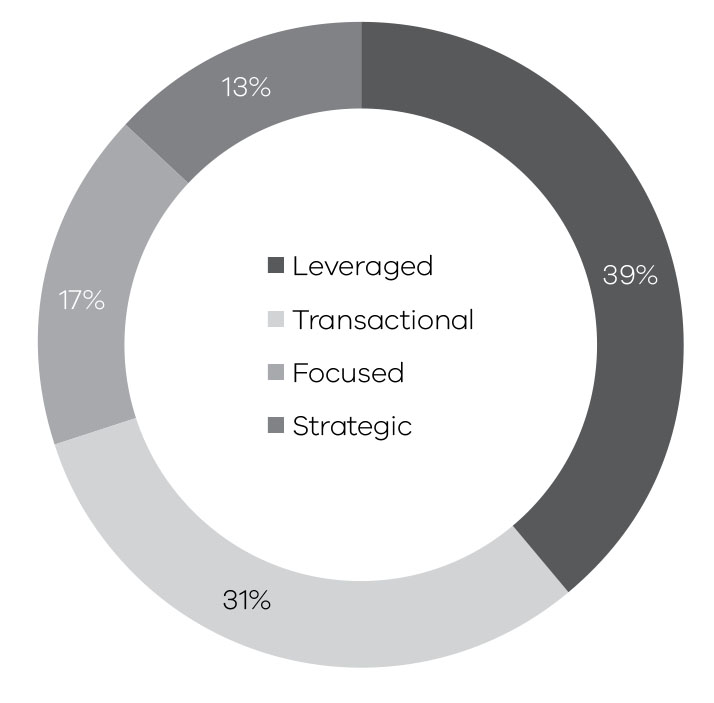 13%
39%
17%
Leveraged
Transactional
Focused
Strategic
31%